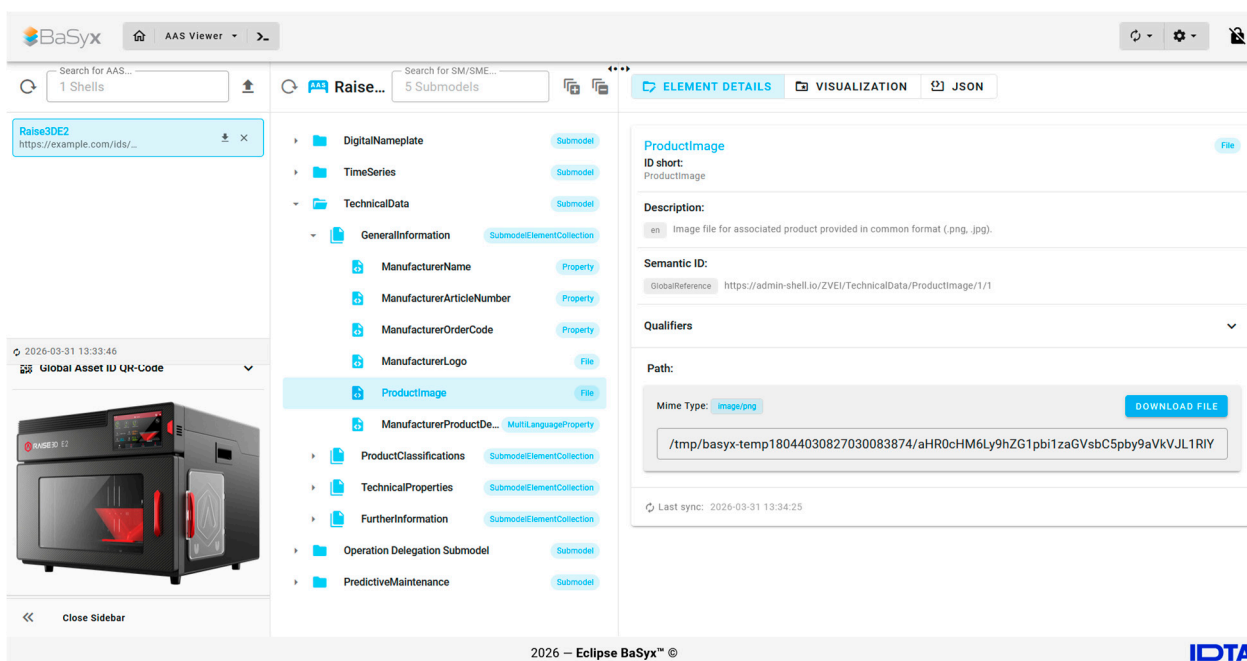 BaSyx
AAS Viewer
Search for AAS...
1 Shells
AAS
Raise...
Search for SM/SME...
5 Submodels
ELEMENT DETAILS
VISUALIZATION
JSON
Raise3DE2
https://example.com/ids/...
2026-03-31 13:33:46
Global Asset ID QR-Code
RAISE3D E2
Close Sidebar
DigitalNameplate Submodel
TimeSeries Submodel
TechnicalData Submodel
GeneralInformation SubmodelElementCollection
ManufacturerName Property
ManufacturerArticleNumber Property
ManufacturerOrderCode Property
ManufacturerLogo File
ProductImage File
ManufacturerProductDe... MultiLanguageProperty
ProductClassifications SubmodelElementCollection
TechnicalProperties SubmodelElementCollection
FurtherInformation SubmodelElementCollection
Operation Delegation Submodel Submodel
PredictiveMaintenance Submodel
ProductImage File
ID short:
ProductImage
Description:
en Image file for associated product provided in common format (.png, .jpg).
Semantic ID:
GlobalReference https://admin-shell.io/ZVEI/TechnicalData/ProductImage/1/1
Qualifiers
Path:
Mime Type: image/png
DOWNLOAD FILE
/tmp/basyx-temp18044030827030083874/aHR0cHM6Ly9hZG1pbi1zaGVsbC5pby9aVkVJL1RlY
Last sync: 2026-03-31 13:34:25
2026 — Eclipse BaSyx™ ©
IDTA